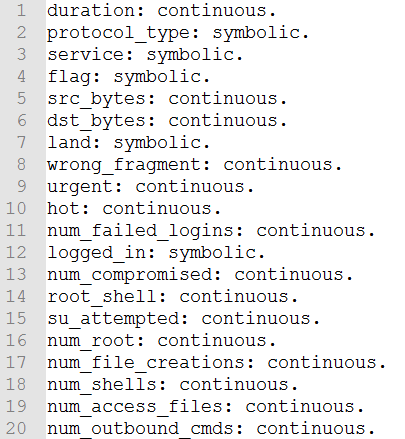 1 duration: continuous.
2 protocol_type: symbolic.
3 service: symbolic.
4 flag: symbolic.
5 src_bytes: continuous.
6 dst_bytes: continuous.
7 land: symbolic.
8 wrong_fragment: continuous.
9 urgent: continuous.
10 hot: continuous.
11 num_failed_logins: continuous.
12 logged_in: symbolic.
13 num_compromised: continuous.
14 root_shell: continuous.
15 su_attempted: continuous.
16 num_root: continuous.
17 num_file_creations: continuous.
18 num_shells: continuous.
19 num_access_files: continuous.
20 num_outbound_cmds: continuous.